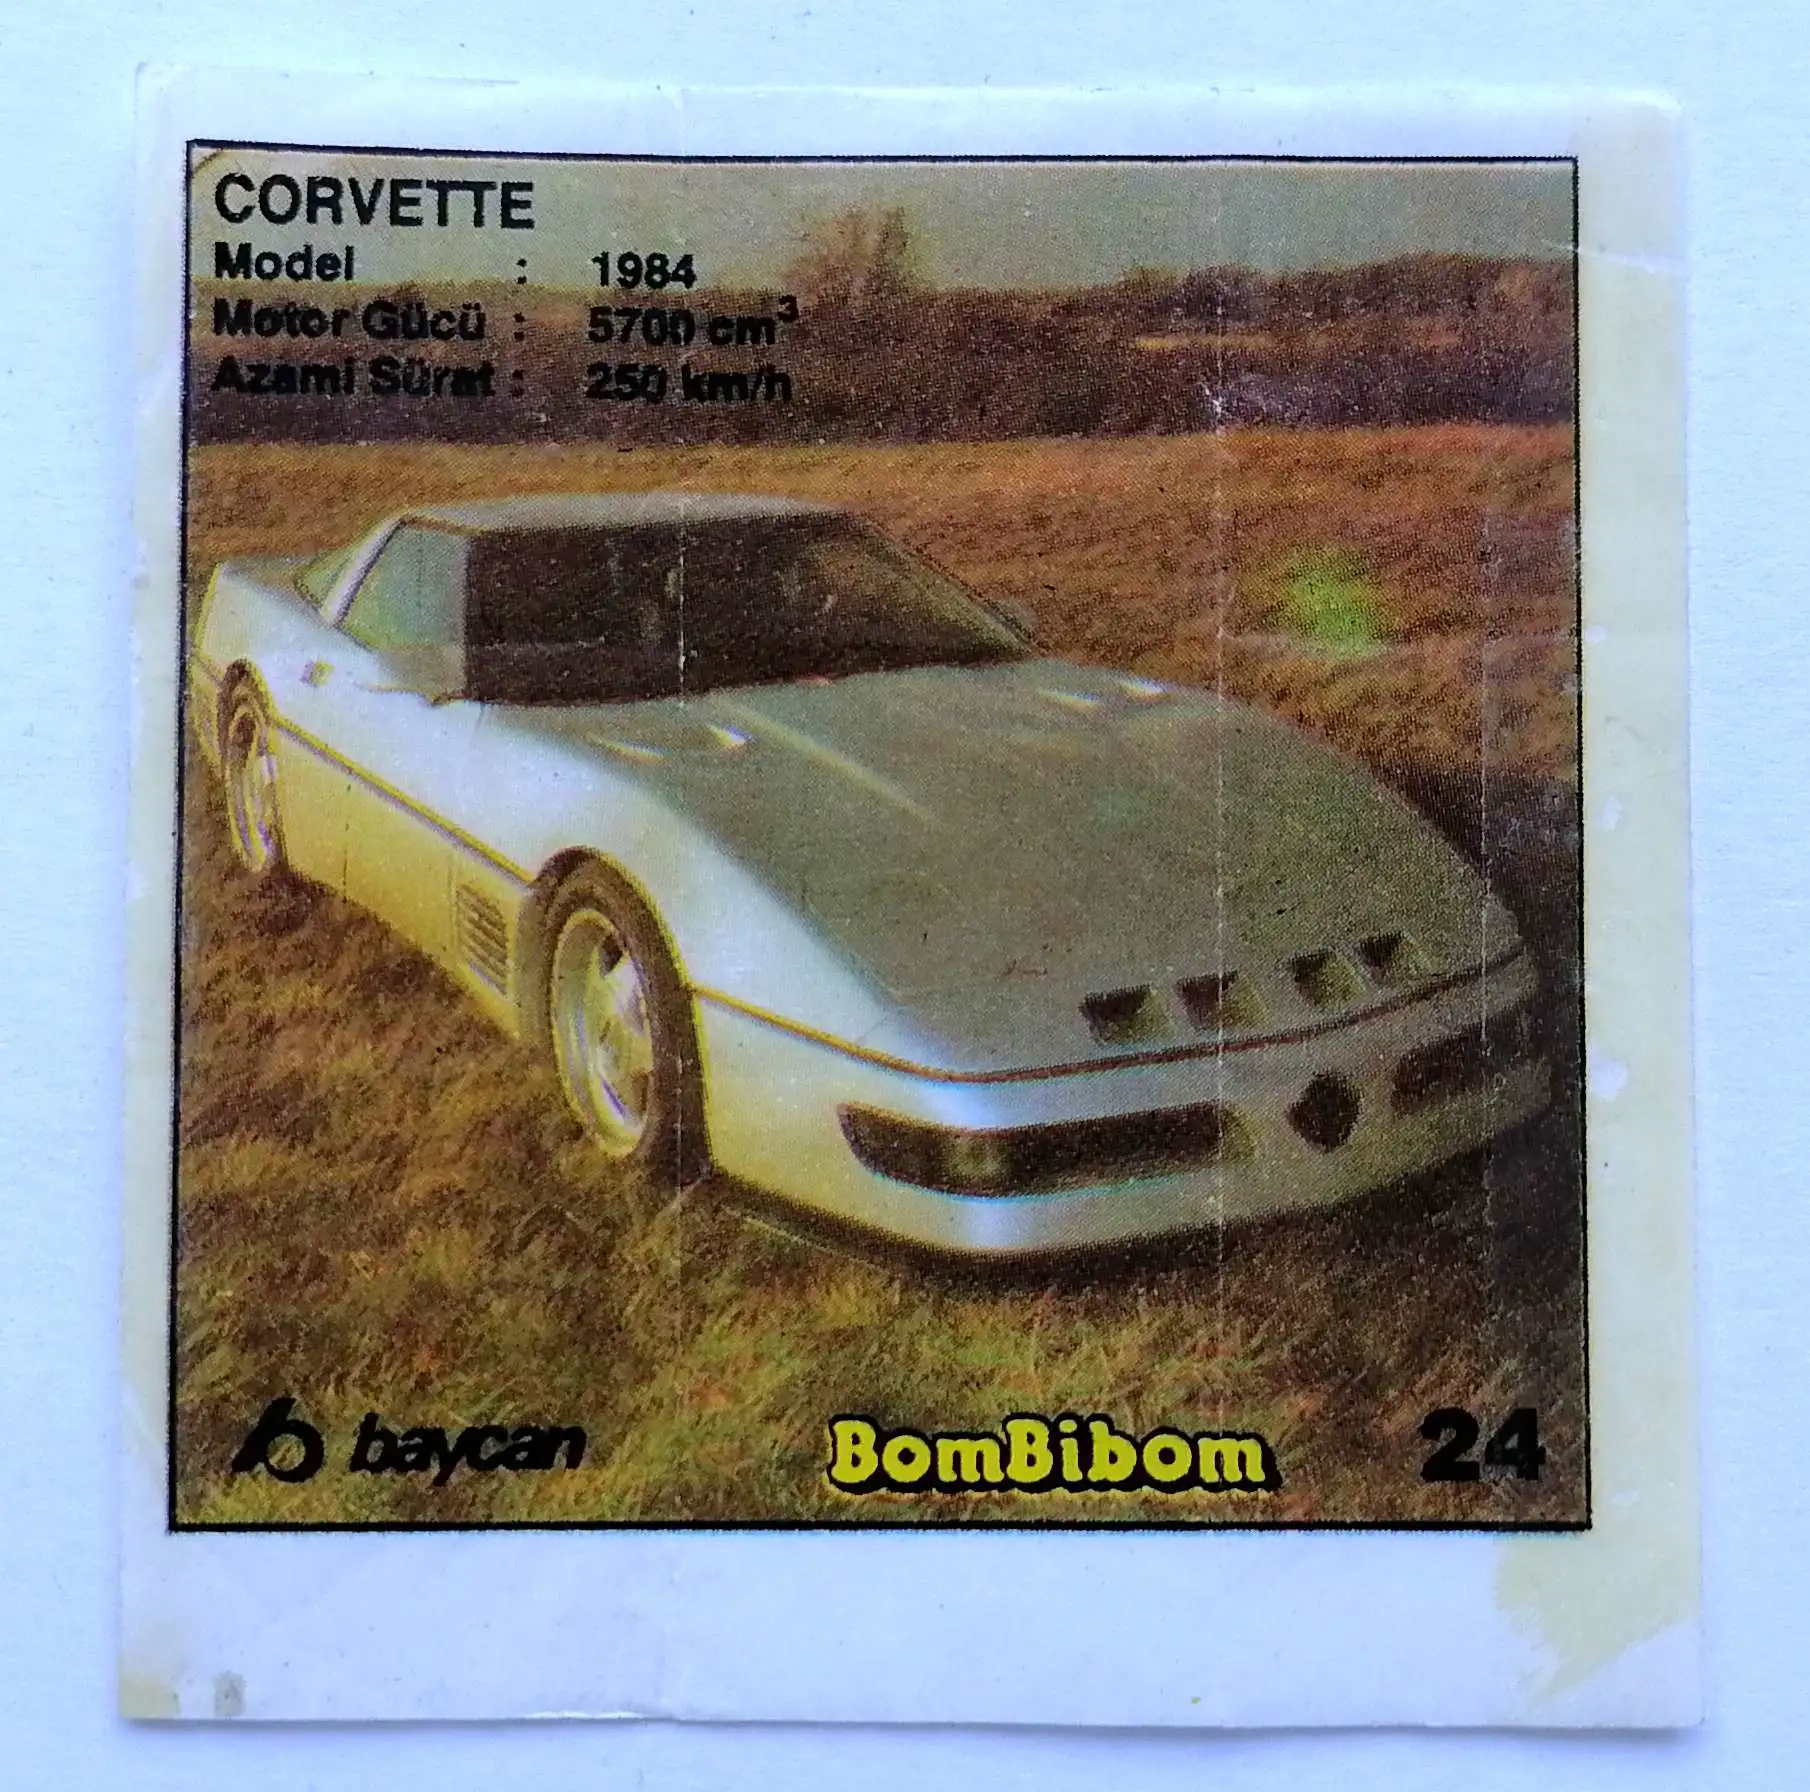 CORVETTE
Model : 1984
Motor Gücü : 5700 cm³
Azami Sürat : 250 km/h
baycan BomBibom 24